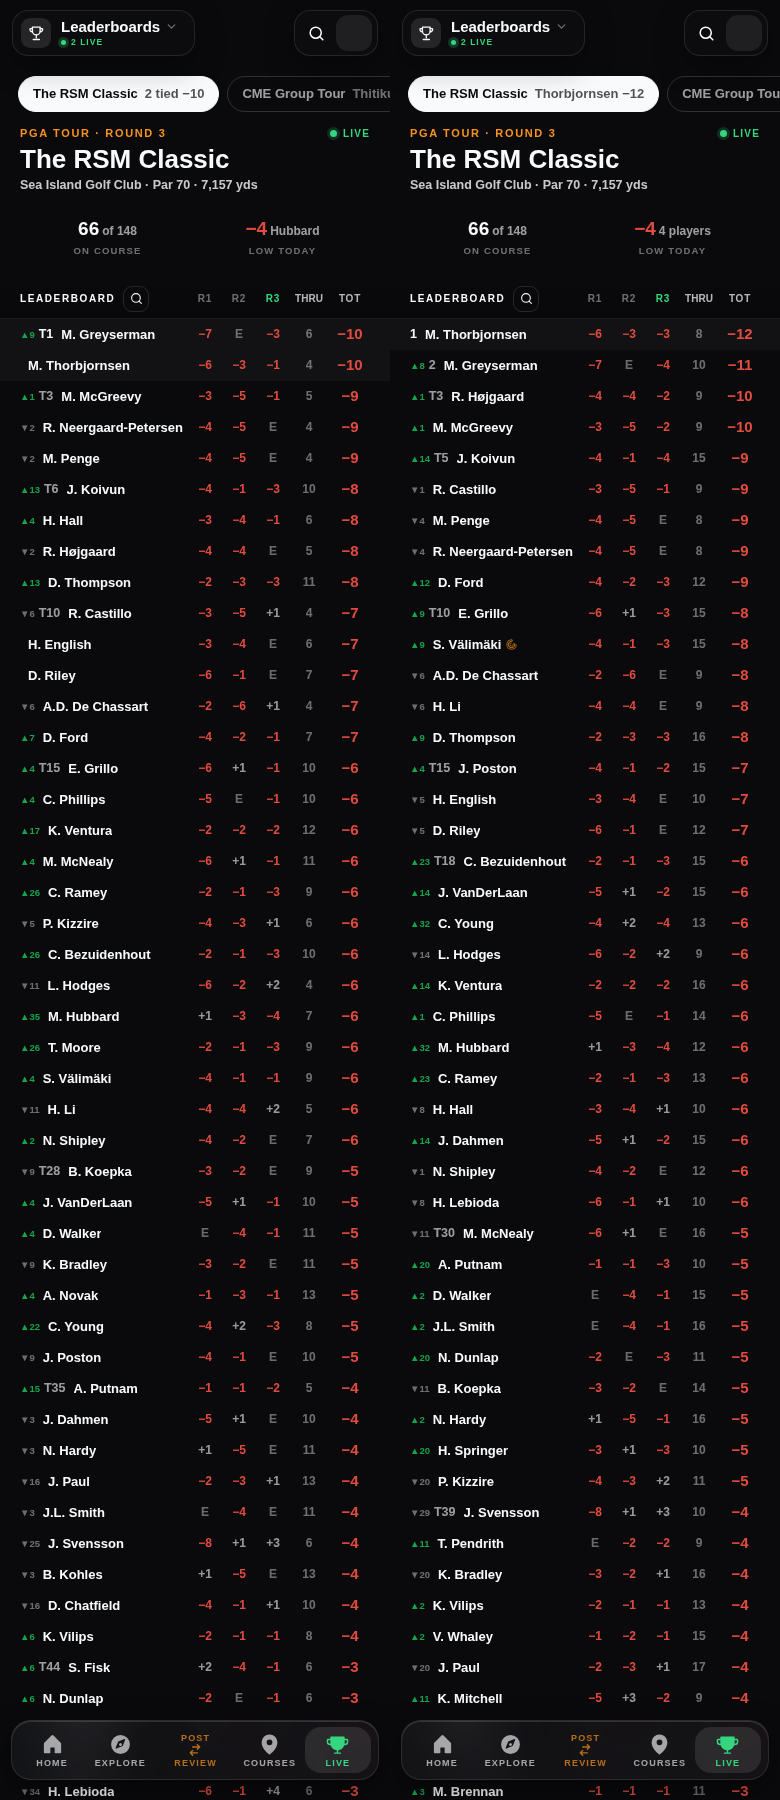 Leaderboards
2 LIVE
The RSM Classic 2 tied −10 CME Group Tour Thitiku
PGA TOUR · ROUND 3 LIVE
The RSM Classic
Sea Island Golf Club · Par 70 · 7,157 yds
66 of 148 −4 Hubbard
ON COURSE LOW TODAY
LEADERBOARD R1 R2 R3 THRU TOT
▲9 T1 M. Greyserman −7 E −3 6 −10
M. Thorbjornsen −6 −3 −1 4 −10
▲1 T3 M. McGreevy −3 −5 −1 5 −9
▼2 R. Neergaard-Petersen −4 −5 E 4 −9
▼2 M. Penge −4 −5 E 4 −9
▲13 T6 J. Koivun −4 −1 −3 10 −8
▲4 H. Hall −3 −4 −1 6 −8
▼2 R. Højgaard −4 −4 E 5 −8
▲13 D. Thompson −2 −3 −3 11 −8
▼6 T10 R. Castillo −3 −5 +1 4 −7
H. English −3 −4 E 6 −7
D. Riley −6 −1 E 7 −7
▼6 A.D. De Chassart −2 −6 +1 4 −7
▲7 D. Ford −4 −2 −1 7 −7
▲4 T15 E. Grillo −6 +1 −1 10 −6
▲4 C. Phillips −5 E −1 10 −6
▲17 K. Ventura −2 −2 −2 12 −6
▲4 M. McNealy −6 +1 −1 11 −6
▲26 C. Ramey −2 −1 −3 9 −6
▼5 P. Kizzire −4 −3 +1 6 −6
▲26 C. Bezuidenhout −2 −1 −3 10 −6
▼11 L. Hodges −6 −2 +2 4 −6
▲35 M. Hubbard +1 −3 −4 7 −6
▲26 T. Moore −2 −1 −3 9 −6
▲4 S. Välimäki −4 −1 −1 9 −6
▼11 H. Li −4 −4 +2 5 −6
▲2 N. Shipley −4 −2 E 7 −6
▼9 T28 B. Koepka −3 −2 E 9 −5
▲4 J. VanDerLaan −5 +1 −1 10 −5
▲4 D. Walker E −4 −1 11 −5
▼9 K. Bradley −3 −2 E 11 −5
▲4 A. Novak −1 −3 −1 13 −5
▲22 C. Young −4 +2 −3 8 −5
▼9 J. Poston −4 −1 E 10 −5
▲15 T35 A. Putnam −1 −1 −2 5 −4
▼3 J. Dahmen −5 +1 E 10 −4
▼3 N. Hardy +1 −5 E 11 −4
▼16 J. Paul −2 −3 +1 13 −4
▼3 J.L. Smith E −4 E 11 −4
▼25 J. Svensson −8 +1 +3 6 −4
▼3 B. Kohles +1 −5 E 13 −4
▼16 D. Chatfield −4 −1 +1 10 −4
▲6 K. Vilips −2 −1 −1 8 −4
▲6 T44 S. Fisk +2 −4 −1 6 −3
▲6 N. Dunlap −2 E −1 6 −3
HOME EXPLORE POST REVIEW COURSES LIVE
▼34 H. Lebioda −6 −1 +4 6 −3
Leaderboards
2 LIVE
The RSM Classic Thorbjornsen −12 CME Group Tou
PGA TOUR · ROUND 3 LIVE
The RSM Classic
Sea Island Golf Club · Par 70 · 7,157 yds
66 of 148 −4 4 players
ON COURSE LOW TODAY
LEADERBOARD R1 R2 R3 THRU TOT
1 M. Thorbjornsen −6 −3 −3 8 −12
▲8 2 M. Greyserman −7 E −4 10 −11
▲1 T3 R. Højgaard −4 −4 −2 9 −10
▲1 M. McGreevy −3 −5 −2 9 −10
▲14 T5 J. Koivun −4 −1 −4 15 −9
▼1 R. Castillo −3 −5 −1 9 −9
▼4 M. Penge −4 −5 E 8 −9
▼4 R. Neergaard-Petersen −4 −5 E 8 −9
▲12 D. Ford −4 −2 −3 12 −9
▲9 T10 E. Grillo −6 +1 −3 15 −8
▲9 S. Välimäki −4 −1 −3 15 −8
▼6 A.D. De Chassart −2 −6 E 9 −8
▼6 H. Li −4 −4 E 9 −8
▲9 D. Thompson −2 −3 −3 16 −8
▲4 T15 J. Poston −4 −1 −2 15 −7
▼5 H. English −3 −4 E 10 −7
▼5 D. Riley −6 −1 E 12 −7
▲23 T18 C. Bezuidenhout −2 −1 −3 15 −6
▲14 J. VanDerLaan −5 +1 −2 15 −6
▲32 C. Young −4 +2 −4 13 −6
▼14 L. Hodges −6 −2 +2 9 −6
▲14 K. Ventura −2 −2 −2 16 −6
▲1 C. Phillips −5 E −1 14 −6
▲32 M. Hubbard +1 −3 −4 12 −6
▲23 C. Ramey −2 −1 −3 13 −6
▼8 H. Hall −3 −4 +1 10 −6
▲14 J. Dahmen −5 +1 −2 15 −6
▼1 N. Shipley −4 −2 E 12 −6
▼8 H. Lebioda −6 −1 +1 10 −6
▼11 T30 M. McNealy −6 +1 E 16 −5
▲20 A. Putnam −1 −1 −3 10 −5
▲2 D. Walker E −4 −1 15 −5
▲2 J.L. Smith E −4 −1 16 −5
▲20 N. Dunlap −2 E −3 11 −5
▼11 B. Koepka −3 −2 E 14 −5
▲2 N. Hardy +1 −5 −1 16 −5
▲20 H. Springer −3 +1 −3 10 −5
▼20 P. Kizzire −4 −3 +2 11 −5
▼29 T39 J. Svensson −8 +1 +3 10 −4
▲11 T. Pendrith E −2 −2 9 −4
▼20 K. Bradley −3 −2 +1 16 −4
▲2 K. Vilips −2 −1 −1 13 −4
▲2 V. Whaley −1 −2 −1 15 −4
▼20 J. Paul −2 −3 +1 17 −4
▲11 K. Mitchell −5 +3 −2 9 −4
HOME EXPLORE POST REVIEW COURSES LIVE
▲3 M. Brennan −1 −1 −1 11 −3